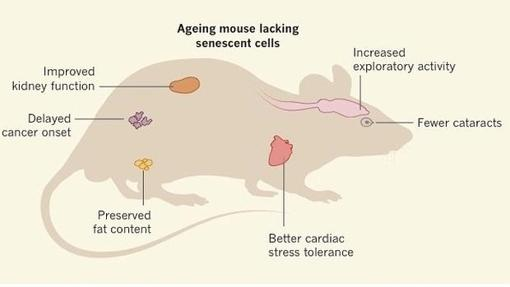 Ageing mouse lacking
senescent cells
Increased
exploratory activity
Improved
kidney function
Delayed
cancer onset
Fewer cataracts
Preserved
fat content
Better cardiac
stress tolerance